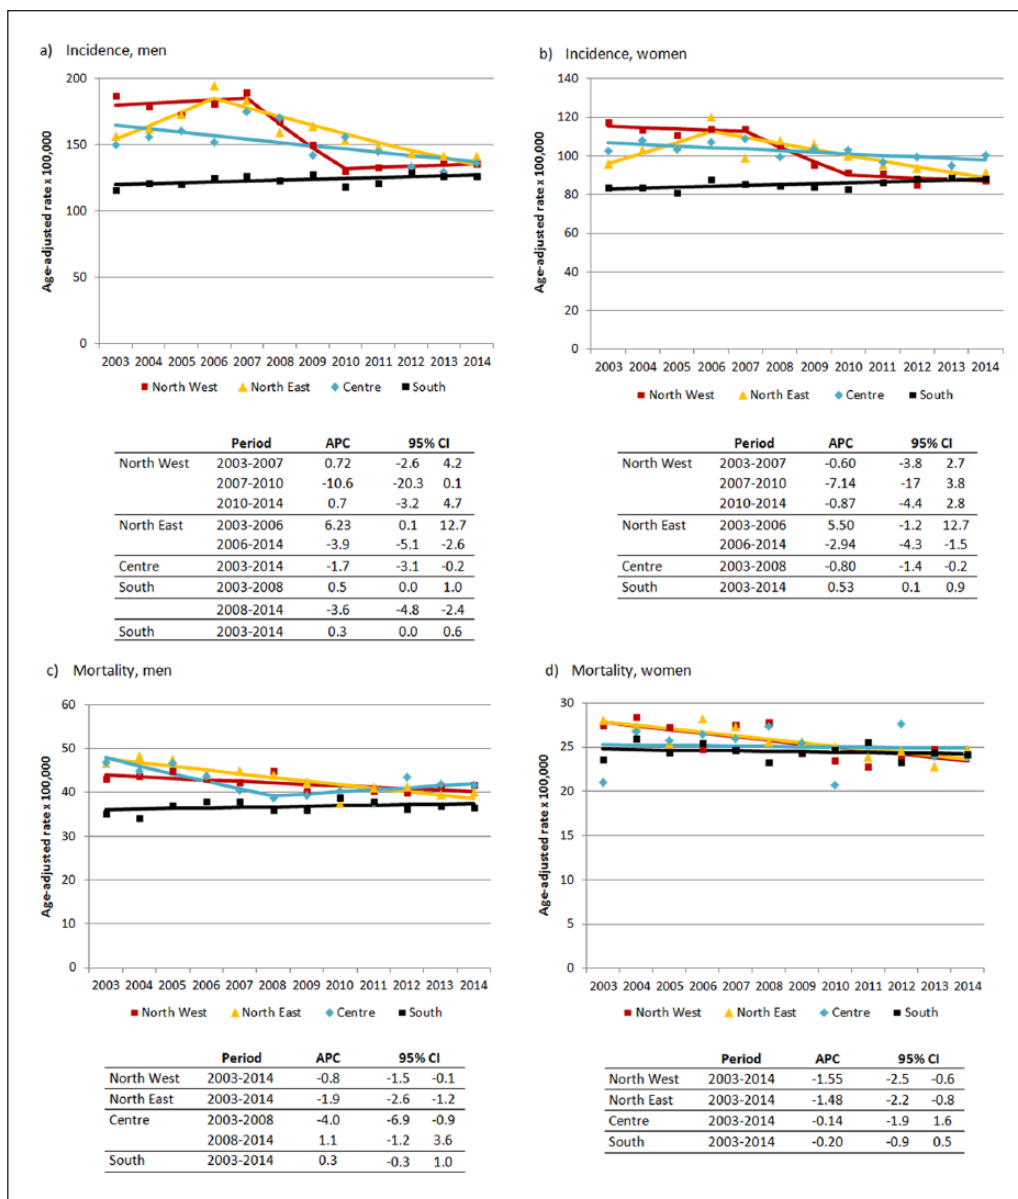 a) Incidence, men
200
150
100
50
0
Age-adjusted rate x 100,000
2003 2004 2005 2006 2007 2008 2009 2010 2011 2012 2013 2014
North West North East Centre South
Period APC 95% CI
North West 2003-2007 0.72 -2.6 4.2
2007-2010 -10.6 -20.3 0.1
2010-2014 0.7 -3.2 4.7
North East 2003-2006 6.23 0.1 12.7
2006-2014 -3.9 -5.1 -2.6
Centre 2003-2014 -1.7 -3.1 -0.2
South 2003-2008 0.5 0.0 1.0
2008-2014 -3.6 -4.8 -2.4
South 2003-2014 0.3 0.0 0.6
b) Incidence, women
140
120
100
80
60
40
20
0
Age-adjusted rate x 100,000
2003 2004 2005 2006 2007 2008 2009 2010 2011 2012 2013 2014
North West North East Centre South
Period APC 95% CI
North West 2003-2007 -0.60 -3.8 2.7
2007-2010 -7.14 -17 3.8
2010-2014 -0.87 -4.4 2.8
North East 2003-2006 5.50 -1.2 12.7
2006-2014 -2.94 -4.3 -1.5
Centre 2003-2008 -0.80 -1.4 -0.2
South 2003-2014 0.53 0.1 0.9
c) Mortality, men
60
50
40
30
20
10
0
Age-adjusted rate x 100,000
2003 2004 2005 2006 2007 2008 2009 2010 2011 2012 2013 2014
North West North East Centre South
Period APC 95% CI
North West 2003-2014 -0.8 -1.5 -0.1
North East 2003-2014 -1.9 -2.6 -1.2
Centre 2003-2008 -4.0 -6.9 -0.9
2008-2014 1.1 -1.2 3.6
South 2003-2014 0.3 -0.3 1.0
d) Mortality, women
30
25
20
15
10
5
0
Age-adjusted rate x 100,000
2003 2004 2005 2006 2007 2008 2009 2010 2011 2012 2013 2014
North West North East Centre South
Period APC 95% CI
North West 2003-2014 -1.55 -2.5 -0.6
North East 2003-2014 -1.48 -2.2 -0.8
Centre 2003-2014 -0.14 -1.9 1.6
South 2003-2014 -0.20 -0.9 0.5